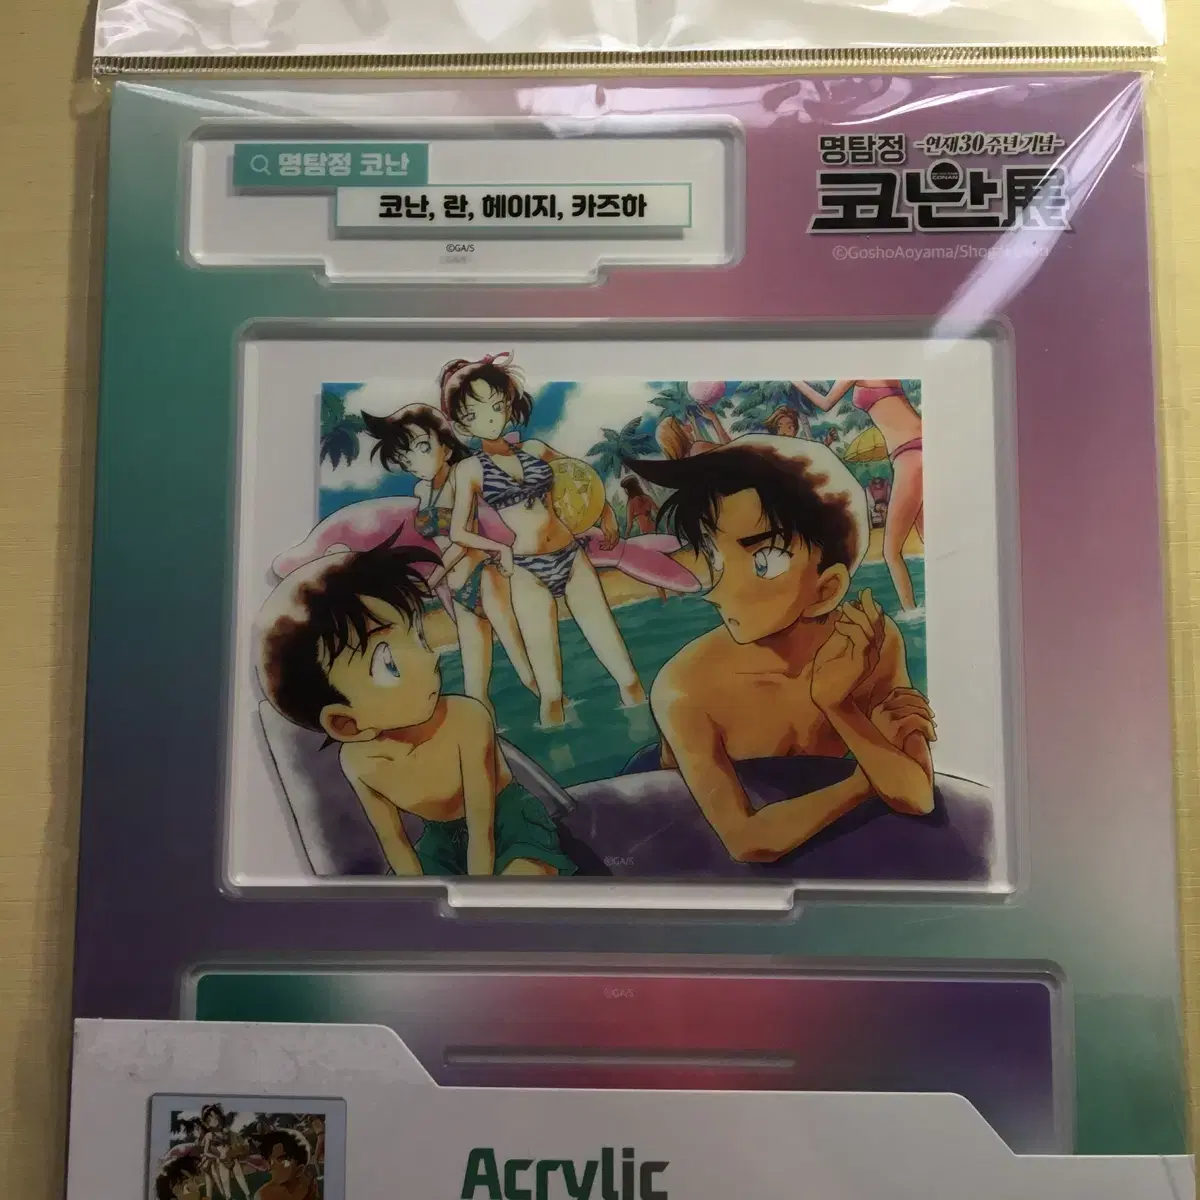 명탐정 코난
코난, 란, 헤이지, 카즈하
©GA/S
명탐정 -연재30주년 기념-
코난展
©GoshoAoyama/Shogakukan
©GA/S
©GA/S
Acrylic